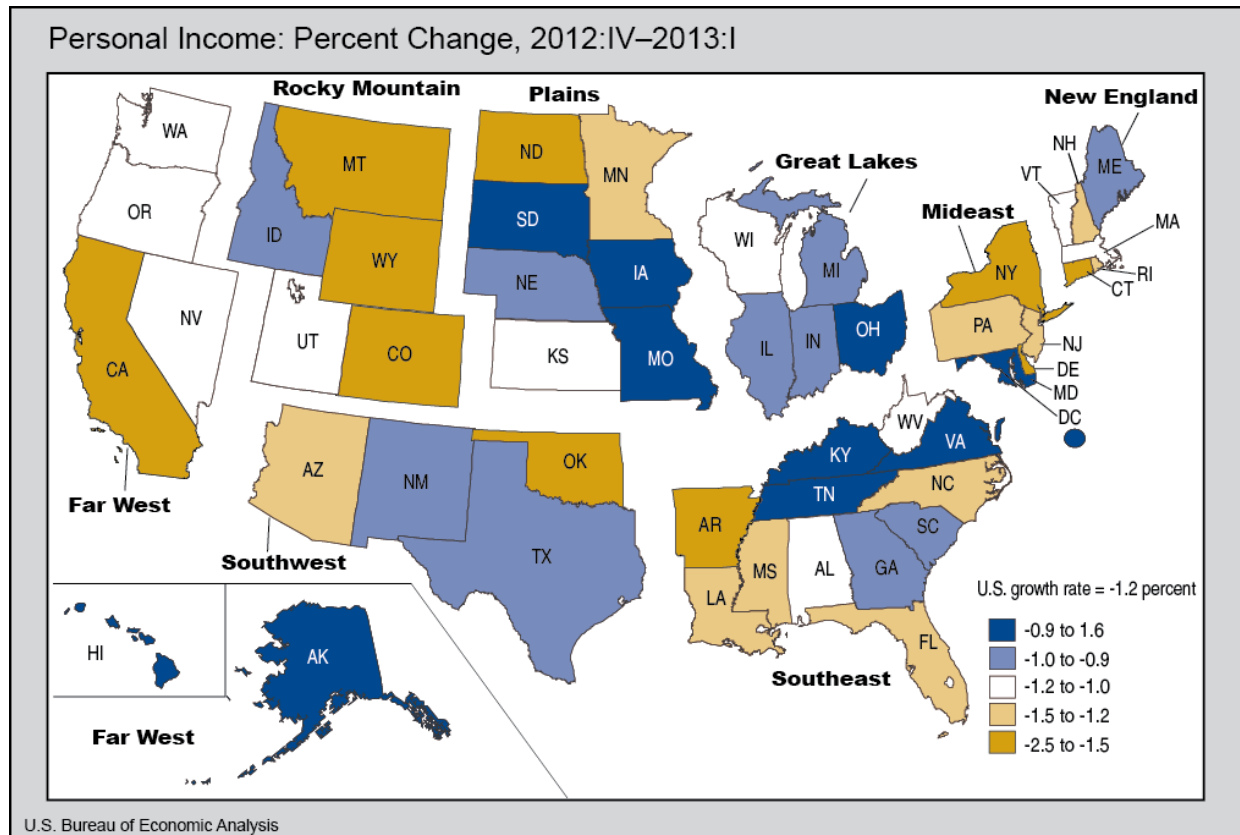 Personal Income: Percent Change, 2012:IV–2013:I
Rocky Mountain
Plains
New England
WA
MT
ND
MN
NH
VT
ME
Great Lakes
OR
ID
SD
WI
Mideast
MA
WY
IA
MI
NY
RI
CT
NE
NV
UT
CO
KS
MO
IL
IN
OH
PA
NJ
DE
MD
DC
CA
WV
VA
KY
AZ
NM
OK
TN
NC
Far West
AR
SC
Southwest
TX
MS
AL
GA
LA
U.S. growth rate = -1.2 percent
HI
AK
FL
-0.9 to 1.6
-1.0 to -0.9
Southeast
-1.2 to -1.0
-1.5 to -1.2
Far West
-2.5 to -1.5
U.S. Bureau of Economic Analysis